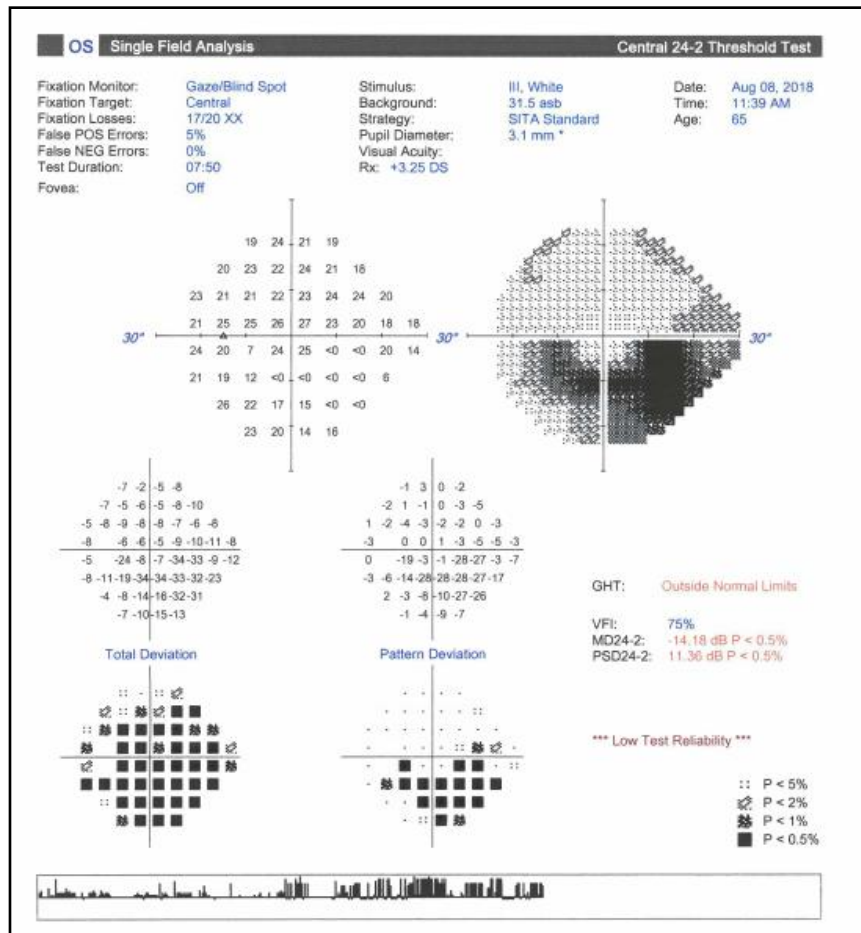 OS Single Field Analysis Central 24-2 Threshold Test
Fixation Monitor: Gaze/Blind Spot Stimulus: III, White Date: Aug 08, 2018
Fixation Target: Central Background: 31.5 asb Time: 11:39 AM
Fixation Losses: 17/20 XX Strategy: SITA Standard Age: 65
False POS Errors: 5% Pupil Diameter: 3.1 mm *
False NEG Errors: 0% Visual Acuity:
Test Duration: 07:50 Rx: +3.25 DS
Fovea: Off
19 24 21 19
20 23 22 24 21 18
23 21 21 22 23 24 24 20
21 25 25 26 27 23 20 18 18
30° 30° 30°
24 20 7 24 25 <0 <0 20 14
21 19 12 <0 <0 <0 <0 6
26 22 17 15 <0 <0
23 20 14 16
-7 -2 -5 -8 -1 3 0 -2
-7 -5 -6 -5 -8 -10 -2 1 -1 0 -3 -5
-5 -8 -9 -8 -8 -7 -6 -8 1 -2 -4 -3 -2 -2 0 -3
-8 -6 -6 -5 -9 -10 -11 -8 -3 0 0 1 -3 -5 -5 -3
-5 -24 -8 -7 -34 -33 -9 -12 0 -19 -3 -1 -28 -27 -3 -7
-8 -11 -19 -34 -34 -33 -32 -23 -3 -6 -14 -28 -28 -28 -27 -17
-4 -8 -14 -16 -32 -31 2 -3 -8 -10 -27 -26
-7 -10 -15 -13 -1 -4 -9 -7
GHT: Outside Normal Limits
VFI: 75%
MD24-2: -14.18 dB P < 0.5%
PSD24-2: 11.36 dB P < 0.5%
Total Deviation Pattern Deviation
*** Low Test Reliability ***
P < 5%
P < 2%
P < 1%
P < 0.5%